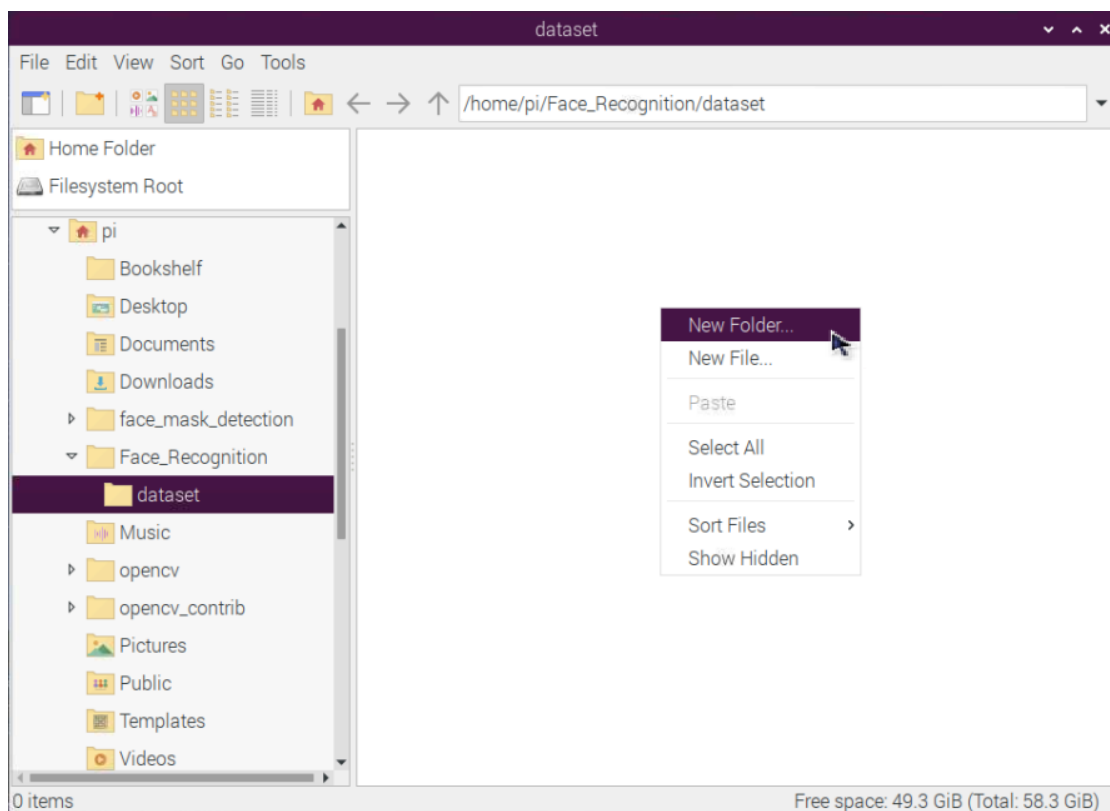 dataset
File Edit View Sort Go Tools
/home/pi/Face_Recognition/dataset
Home Folder
Filesystem Root
pi
Bookshelf
Desktop
Documents
Downloads
face_mask_detection
Face_Recognition
dataset
Music
opencv
opencv_contrib
Pictures
Public
Templates
Videos
New Folder...
New File...
Paste
Select All
Invert Selection
Sort Files
Show Hidden
0 items
Free space: 49.3 GiB (Total: 58.3 GiB)